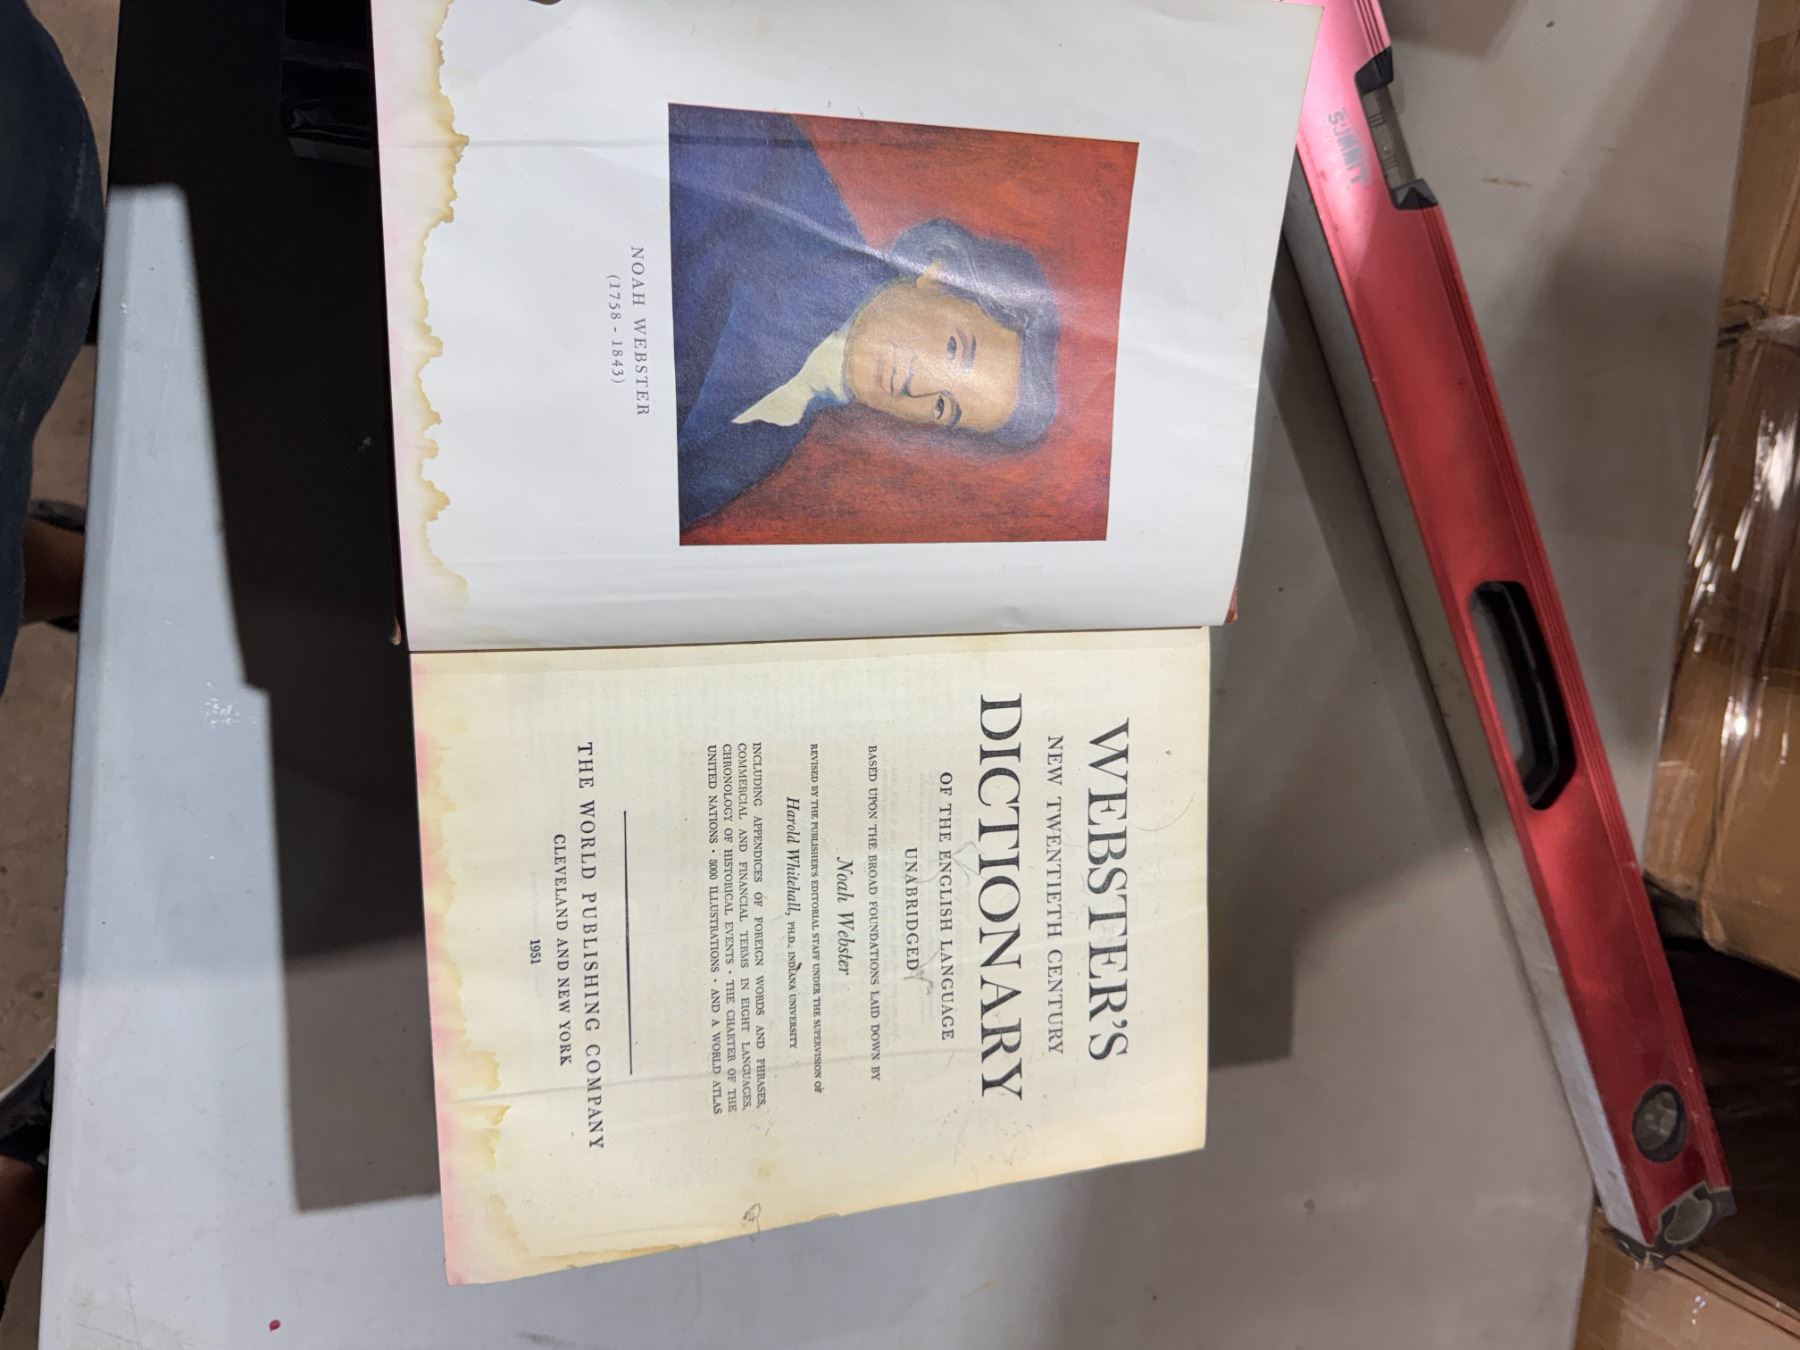 NOAH WEBSTER
(1758 - 1843)
WEBSTER'S
NEW TWENTIETH CENTURY
DICTIONARY
OF THE ENGLISH LANGUAGE
UNABRIDGED
BASED UPON THE BROAD FOUNDATIONS LAID DOWN BY
Noah Webster
REVISED BY THE PUBLISHER'S EDITORIAL STAFF UNDER THE SUPERVISION OF
Harold Whitehall, PH.D., INDIANA UNIVERSITY
INCLUDING APPENDICES OF FOREIGN WORDS AND PHRASES,
COMMERCIAL AND FINANCIAL TERMS IN EIGHT LANGUAGES,
CHRONOLOGY OF HISTORICAL EVENTS • THE CHARTER OF THE
UNITED NATIONS • 3000 ILLUSTRATIONS • AND A WORLD ATLAS
THE WORLD PUBLISHING COMPANY
CLEVELAND AND NEW YORK
1951
SUMMIT